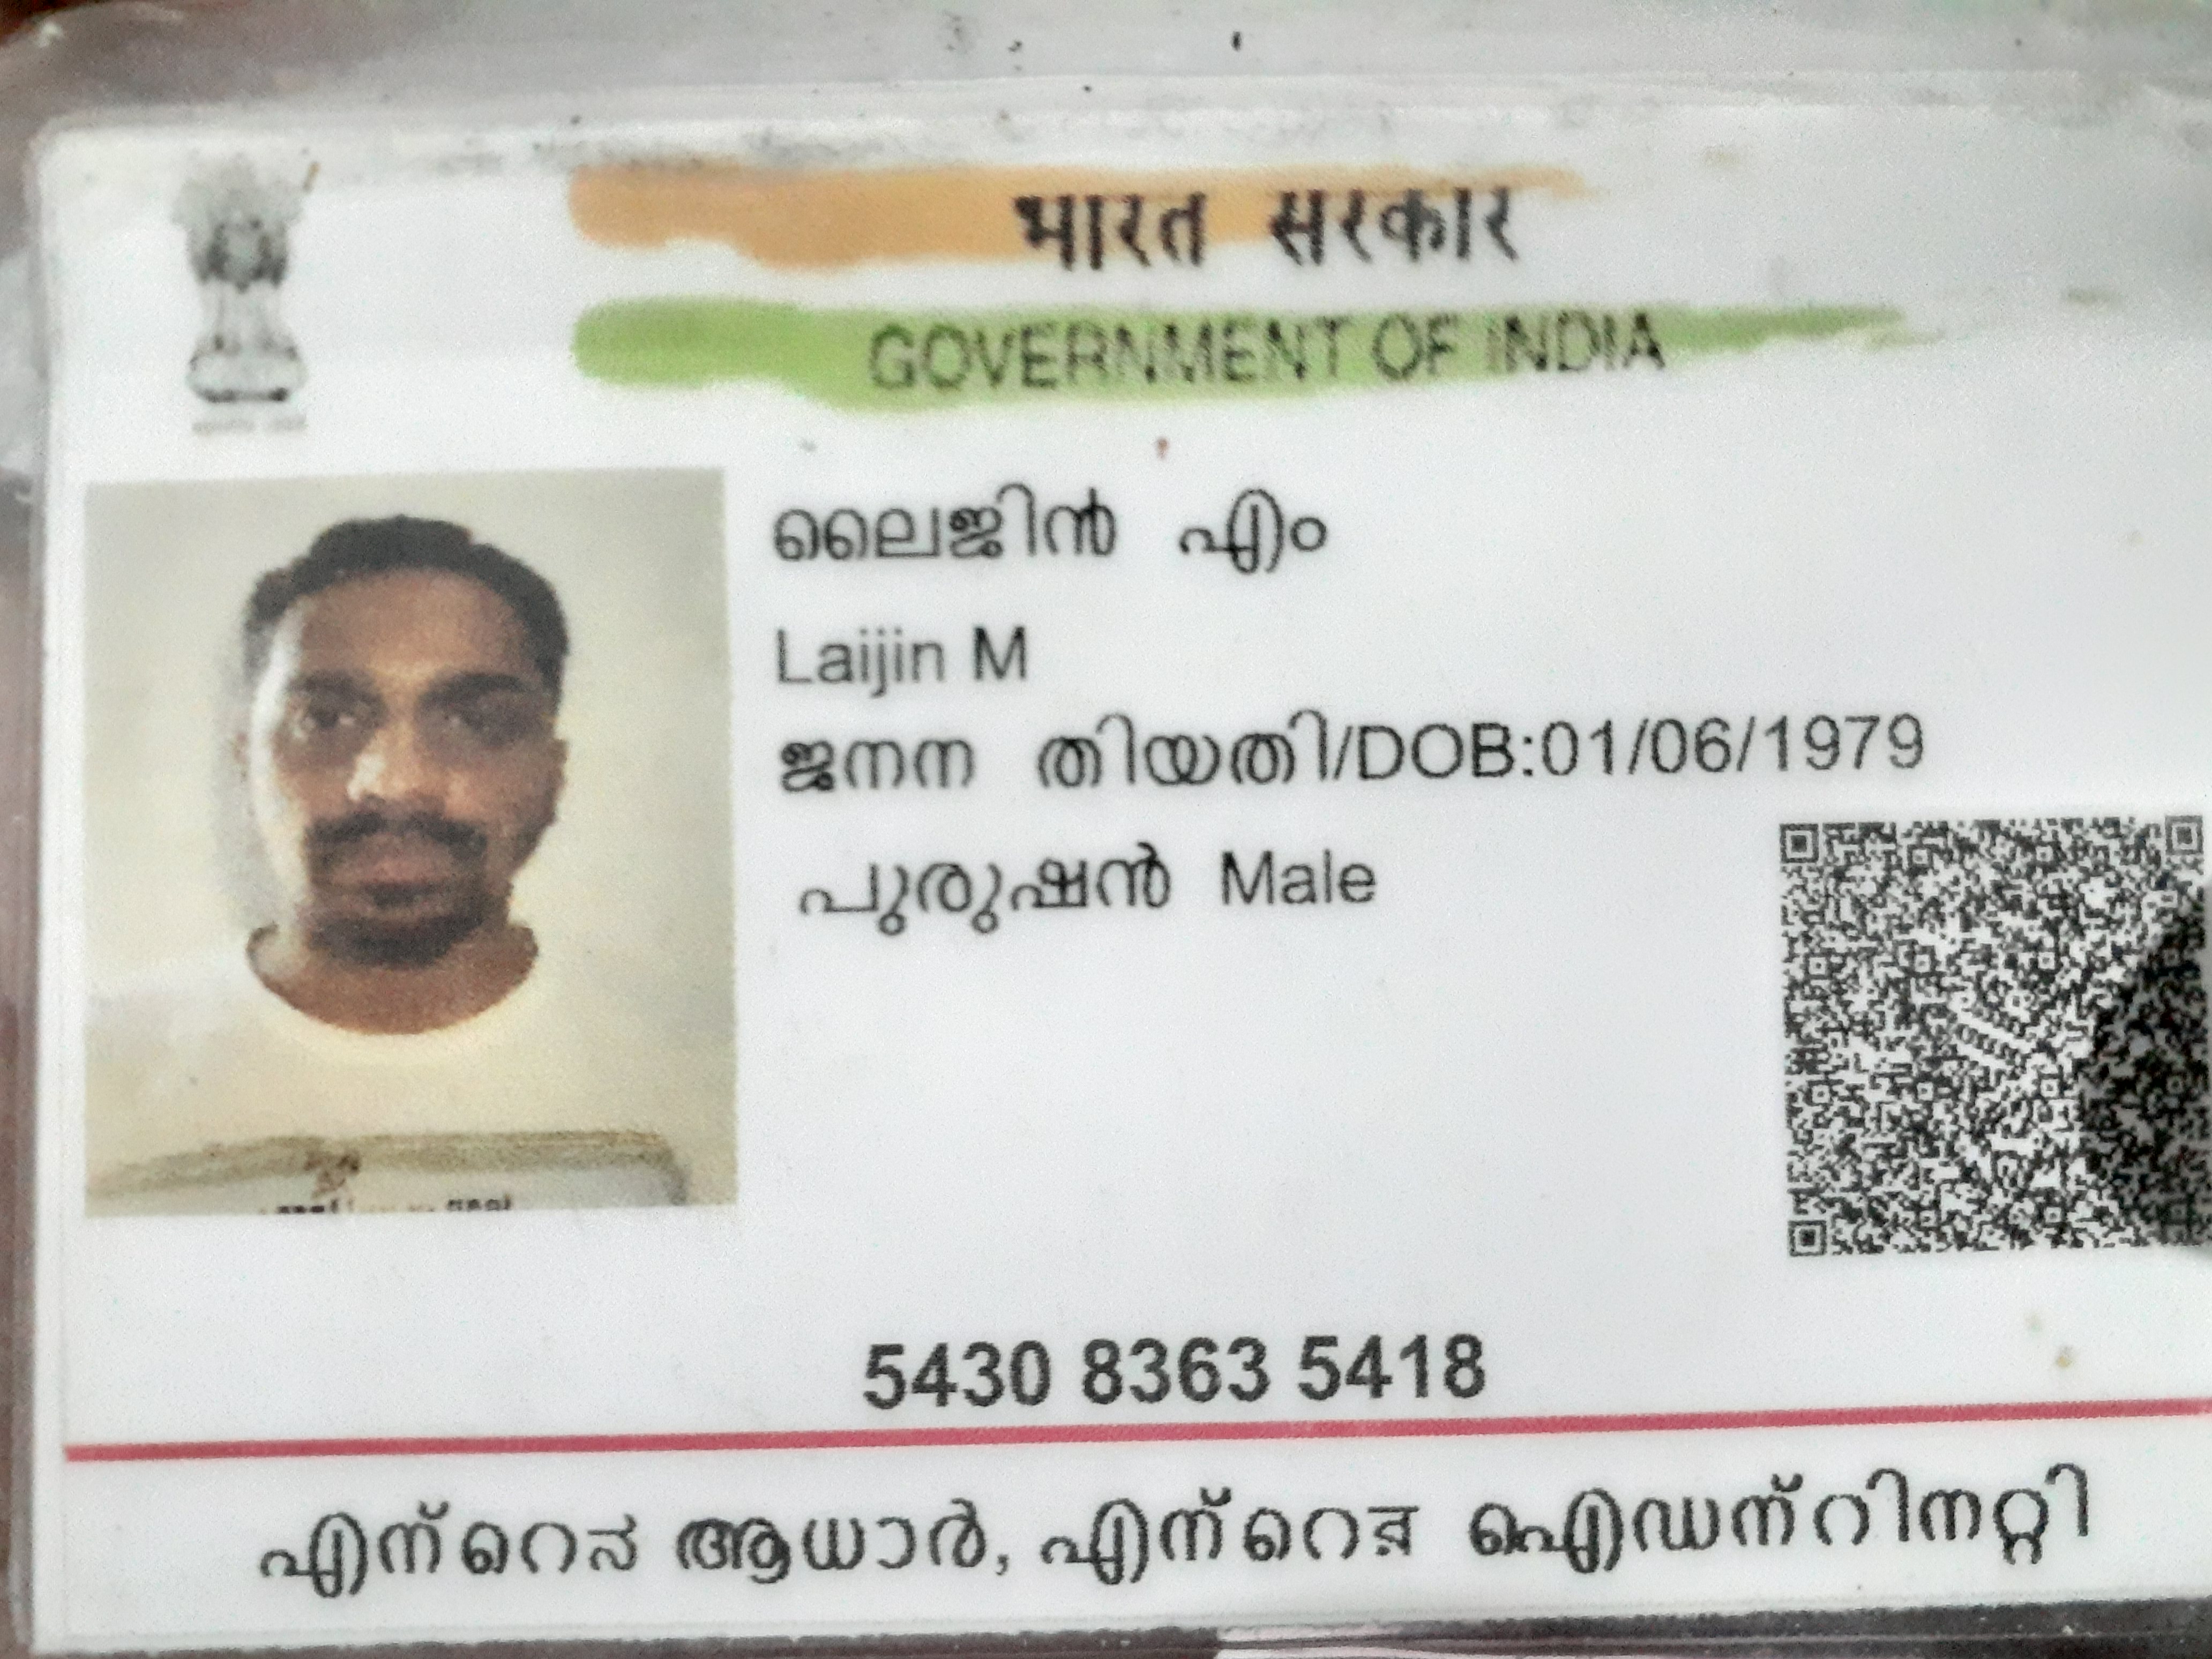 भारत सरकार
GOVERNMENT OF INDIA
ലൈജിൻ എം
Laijin M
ജനന തിയതി/DOB:01/06/1979
പുരുഷൻ Male
5430 8363 5418
എന്റെ ആധാർ, എന്റെ ഐഡന്റിറ്റി